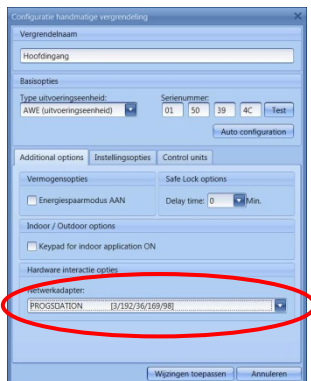 Configuratie handmatige vergrendeling
Vergrendelnaam
Hoofdingang
Basisopties
Type uitvoeringseenheid: Serienummer:
AWE (uitvoeringseenheid) 01 50 39 4C Test
Auto configuration
Additional options Instellingsopties Control units
Vermogensopties Safe Lock options
Energiespaarmodus AAN Delay time: 0 Min.
Indoor / Outdoor options
Keypad for indoor application ON
Hardware interactie opties
Netwerkadapter:
PROGSDATION [3/192/36/169/98]
Wijzingen toepassen Annuleren